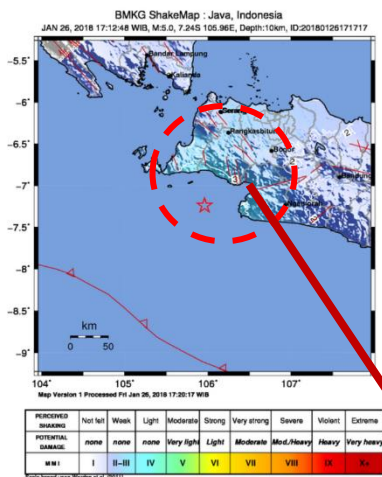 BMKG ShakeMap : Java, Indonesia
JAN 26, 2018 17:12:48 WIB, M:5.0, 7.24S 105.96E, Depth:10km, ID:20180126171717
Bandar Lampung
-5.5
Kalianda
-6
Serang
Rangkasbitung
2
-6.5
Bogor
3
Bandung
-7
-7.5
-8
-8.5
km
0 50
-9
104 105 106 107
Map Version 1 Processed Fri Jan 26, 2018 17:20:17 WIB
PERCEIVED SHAKING Not felt Weak Light Moderate Strong Very strong Severe Violent Extreme
POTENTIAL DAMAGE none none none Very light Light Moderate Mod./Heavy Heavy Very heavy
MMI I II-III IV V VI VII VIII IX X+